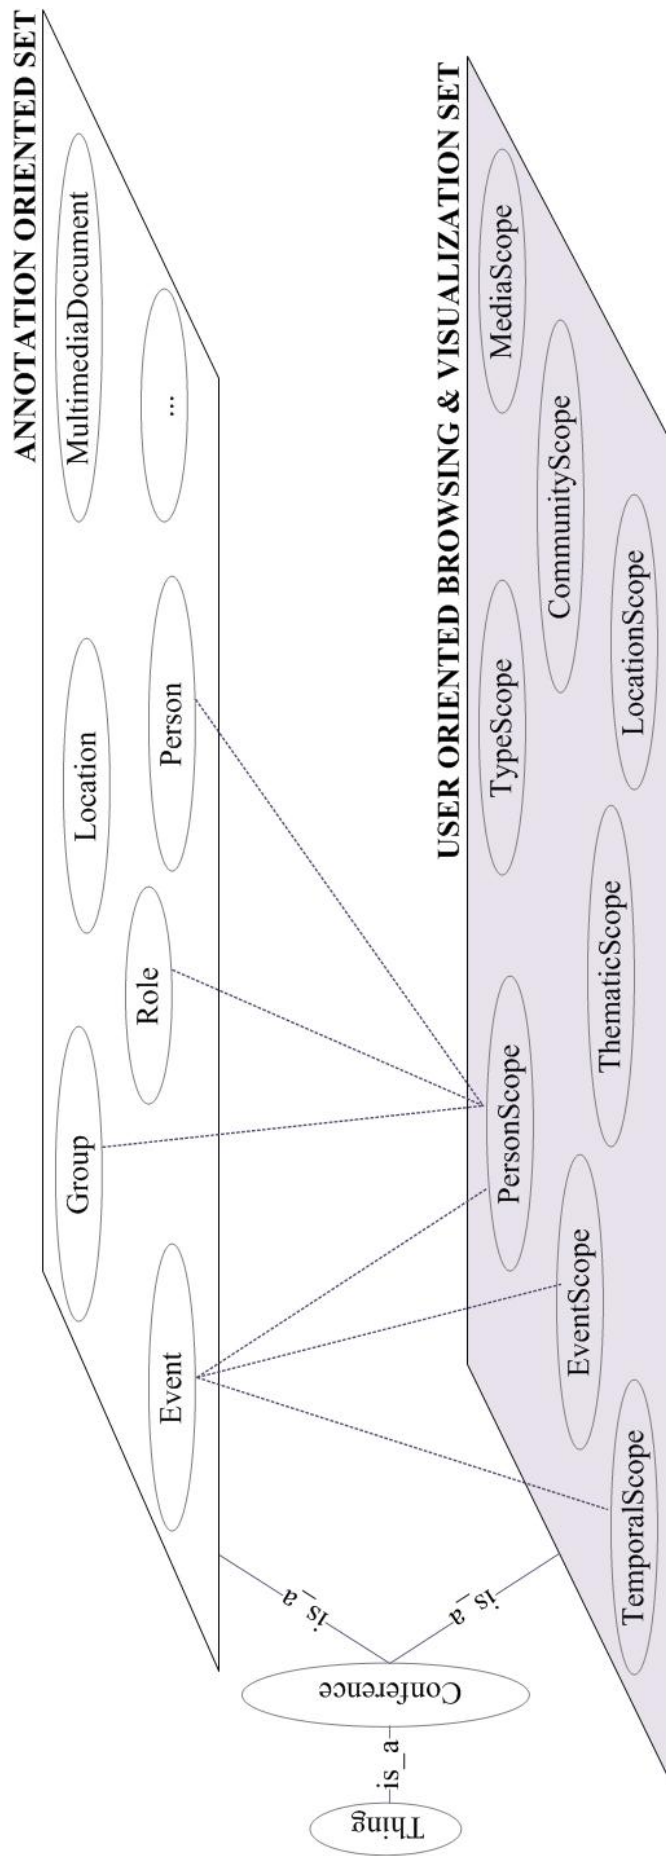 ANNOTATION ORIENTED SET
Group
Location
MultimediaDocument
Event
Role
Person
...
Thing
is_a
Conference
is_a
is_a
USER ORIENTED BROWSING & VISUALIZATION SET
PersonScope
TypeScope
MediaScope
EventScope
CommunityScope
TemporalScope
ThematicScope
LocationScope